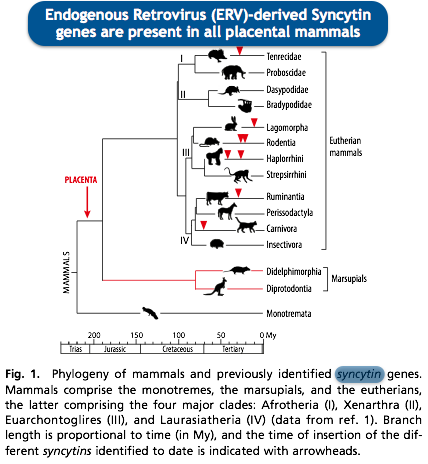 Endogenous Retrovirus (ERV)-derived Syncytin
genes are present in all placental mammals
I
Tenrecidae
Proboscidae
II
Dasypodidae
Bradypodidae
Lagomorpha
Rodentia
III
Haplorrhini
Strepsirrhini
Eutherian
mammals
Ruminantia
Perissodactyla
Carnivora
IV
Insectivora
PLACENTA
MAMMALS
Didelphimorphia
Diprotodontia
Marsupials
Monotremata
200 150 100 70 50 0 My
Trias Jurassic Cretaceous Tertiary
Fig. 1. Phylogeny of mammals and previously identified syncytin genes.
Mammals comprise the monotremes, the marsupials, and the eutherians,
the latter comprising the four major clades: Afrotheria (I), Xenarthra (II),
Euarchontoglires (III), and Laurasiatheria (IV) (data from ref. 1). Branch
length is proportional to time (in My), and the time of insertion of the dif-
ferent syncytins identified to date is indicated with arrowheads.